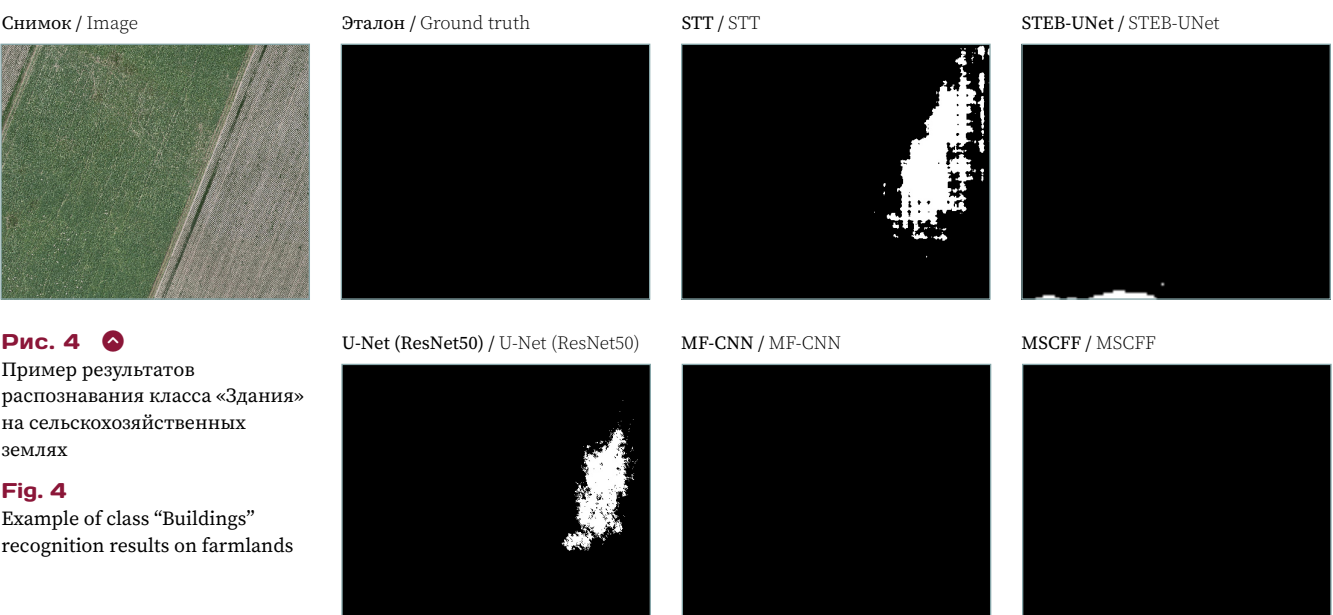 Снимок / Image
Эталон / Ground truth
STT / STT
STEB-UNet / STEB-UNet
Рис. 4
Пример результатов
распознавания класса «Здания»
на сельскохозяйственных
землях
Fig. 4
Example of class “Buildings”
recognition results on farmlands
U-Net (ResNet50) / U-Net (ResNet50)
MF-CNN / MF-CNN
MSCFF / MSCFF